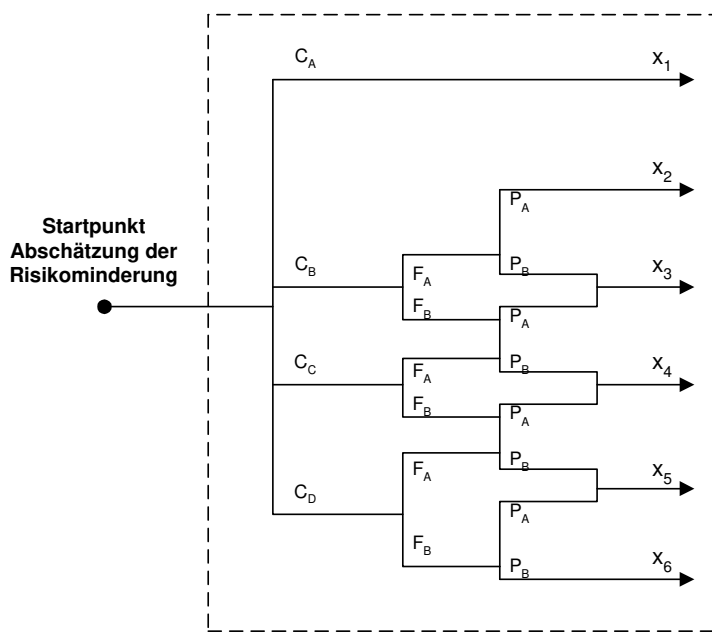 C_A
x_1
x_2
P_A
Startpunkt
Abschätzung der
Risikominderung
C_B
F_A
F_B
P_B
P_A
x_3
C_C
F_A
F_B
P_B
P_A
x_4
C_D
F_A
F_B
P_B
P_A
x_5
P_B
x_6